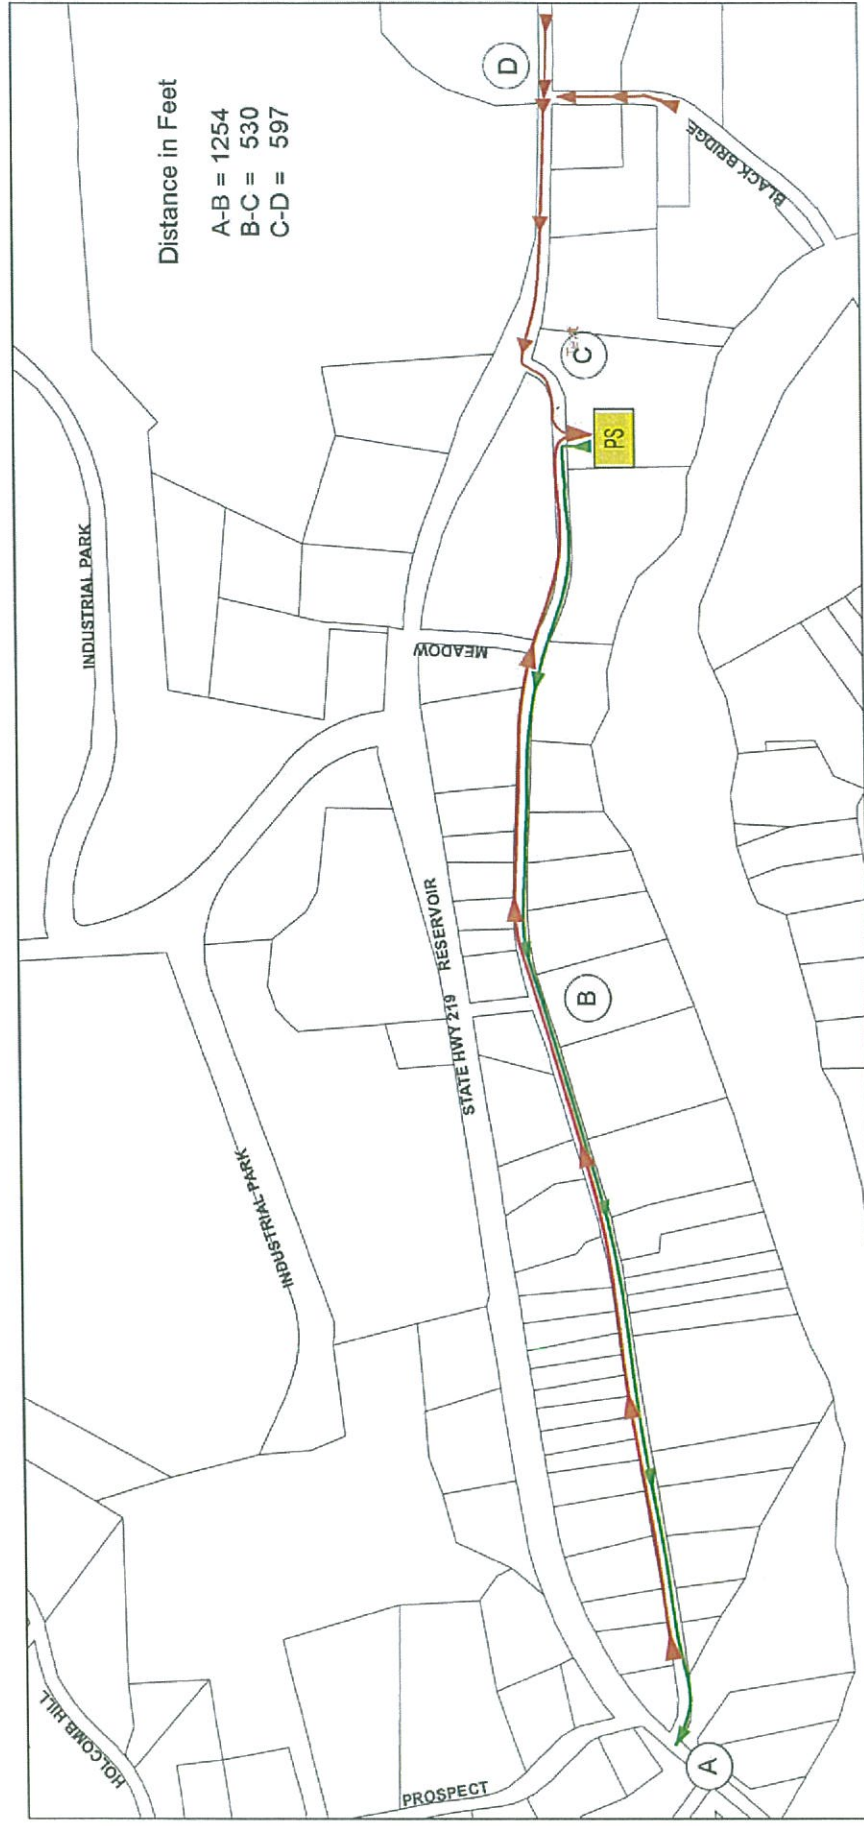 Distance in Feet
A-B = 1254
B-C = 530
C-D = 597
D
BLACK BRIDGE
C
PS
INDUSTRIAL PARK
MEADOW
STATE HWY 219 RESERVOIR
B
INDUSTRIAL PARK
HOLCOMB HILL
PROSPECT
A